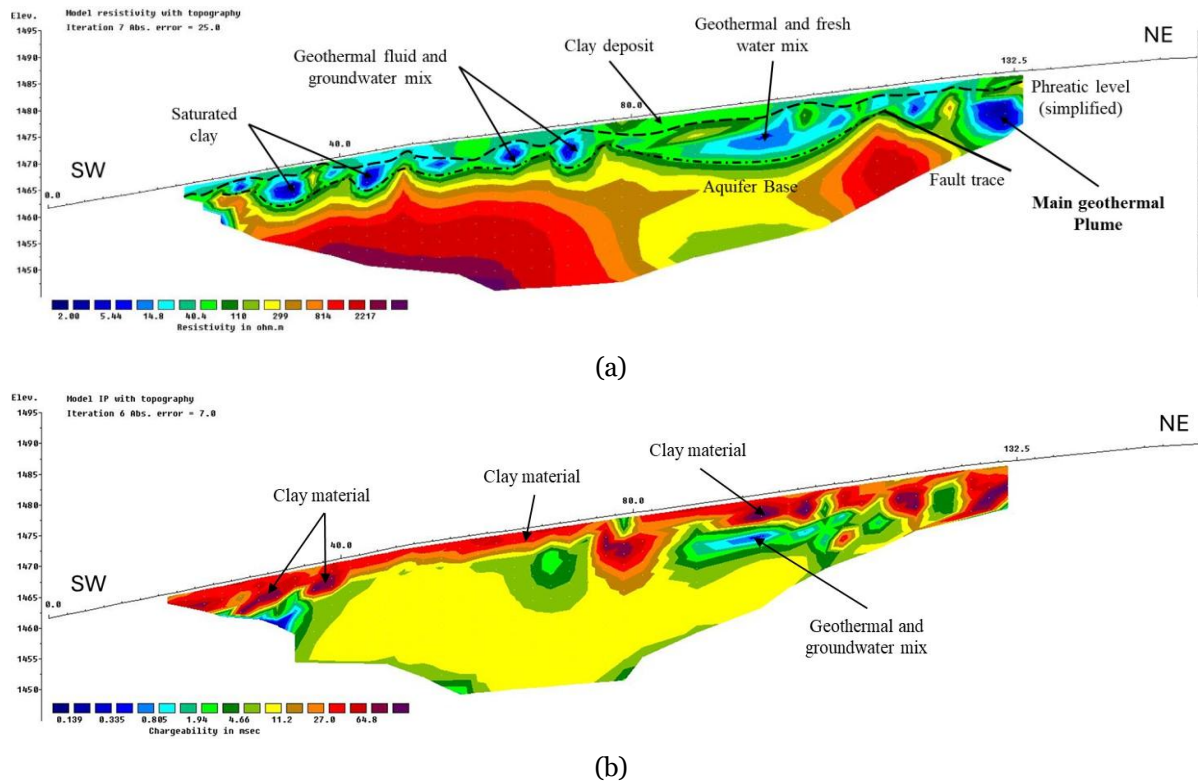 Elev.
Model resistivity with topography
Iteration 7 Abs. error = 25.0
1495
1490
1485
1480
1475
1470
1465
1460
1455
1450
SW
NE
0.0
40.0
80.0
132.5
Saturated
clay
Geothermal fluid and
groundwater mix
Clay deposit
Geothermal and fresh
water mix
Phreatic level
(simplified)
Aquifer Base
Fault trace
Main geothermal
Plume
2.00 5.44 14.8 40.4 110 299 814 2217
Resistivity in ohm.m
(a)
Elev.
Model IP with topography
Iteration 6 Abs. error = 7.0
1495
1490
1485
1480
1475
1470
1465
1460
1455
1450
SW
NE
0.0
40.0
80.0
132.5
Clay material
Clay material
Clay material
Geothermal and
groundwater mix
0.139 0.335 0.805 1.94 4.66 11.2 27.0 64.8
Chargeability in msec
(b)